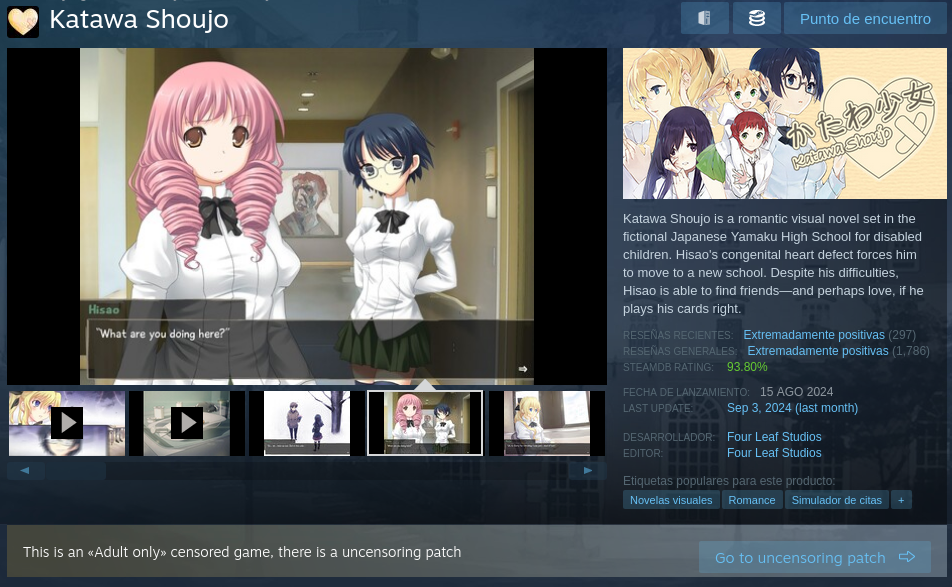 Katawa Shoujo
Punto de encuentro
Hisao
"What are you doing here?"
かたわ少女
Katawa Shoujo
Katawa Shoujo is a romantic visual novel set in the
fictional Japanese Yamaku High School for disabled
children. Hisao's congenital heart defect forces him
to move to a new school. Despite his difficulties,
Hisao is able to find friends—and perhaps love, if he
plays his cards right.
RESEÑAS RECIENTES: Extremadamente positivas (297)
RESEÑAS GENERALES: Extremadamente positivas (1,786)
STEAMDB RATING: 93.80%
FECHA DE LANZAMIENTO: 15 AGO 2024
LAST UPDATE: Sep 3, 2024 (last month)
DESARROLLADOR: Four Leaf Studios
EDITOR: Four Leaf Studios
Etiquetas populares para este producto:
Novelas visuales Romance Simulador de citas +
This is an «Adult only» censored game, there is a uncensoring patch
Go to uncensoring patch